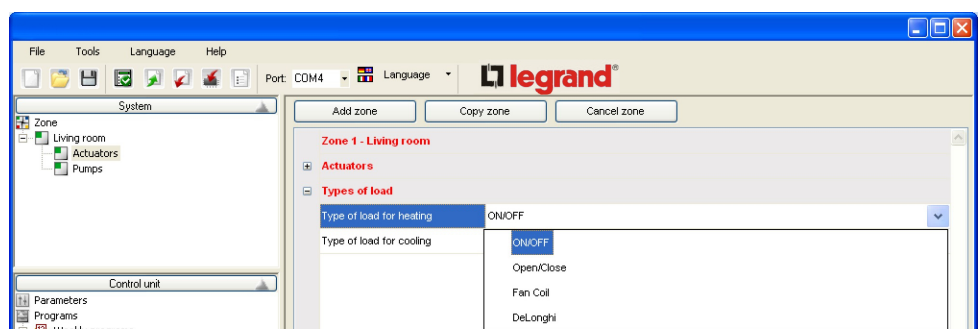 File Tools Language Help
Port: COM4 Language legrand®
System
Zone
Living room
Actuators
Pumps
Control unit
Parameters
Programs
Add zone Copy zone Cancel zone
Zone 1 - Living room
Actuators
Types of load
Type of load for heating ON/OFF
Type of load for cooling
ON/OFF
Open/Close
Fan Coil
DeLonghi